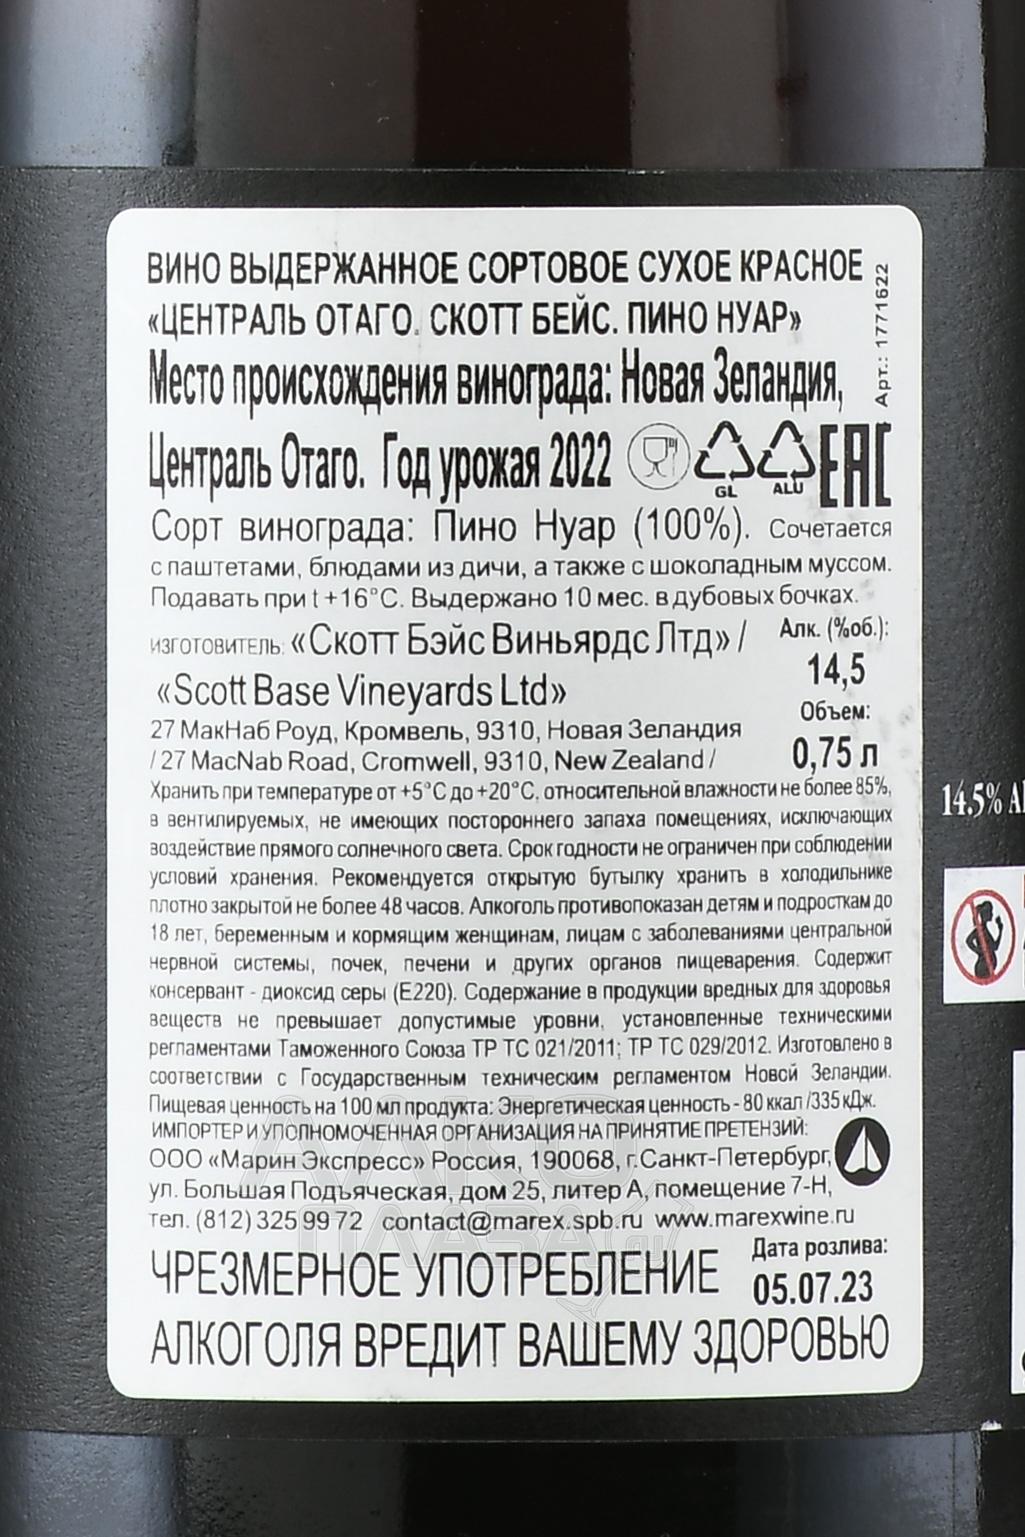 ВИНО ВЫДЕРЖАННОЕ СОРТОВОЕ СУХОЕ КРАСНОЕ
«ЦЕНТРАЛЬ ОТАГО. СКОТТ БЕЙС. ПИНО НУАР»
Арт.: 1771622
Место происхождения винограда: Новая Зеландия,
Централь Отаго. Год урожая 2022
GL ALU EAC
Сорт винограда: Пино Нуар (100%). Сочетается
с паштетами, блюдами из дичи, а также с шоколадным муссом.
Подавать при t +16°C. Выдержано 10 мес. в дубовых бочках.
ИЗГОТОВИТЕЛЬ: «Скотт Бэйс Виньярдс Лтд» /
«Scott Base Vineyards Ltd»
Алк. (%об.):
14,5
Объем:
0,75 л
27 МакНаб Роуд, Кромвель, 9310, Новая Зеландия
/ 27 MacNab Road, Cromwell, 9310, New Zealand /
Хранить при температуре от +5°С до +20°С, относительной влажности не более 85%,
в вентилируемых, не имеющих постороннего запаха помещениях, исключающих
воздействие прямого солнечного света. Срок годности не ограничен при соблюдении
условий хранения. Рекомендуется открытую бутылку хранить в холодильнике
плотно закрытой не более 48 часов. Алкоголь противопоказан детям и подросткам до
18 лет, беременным и кормящим женщинам, лицам с заболеваниями центральной
нервной системы, почек, печени и других органов пищеварения. Содержит
консервант - диоксид серы (E220). Содержание в продукции вредных для здоровья
веществ не превышает допустимые уровни, установленные техническими
регламентами Таможенного Союза ТР ТС 021/2011; ТР ТС 029/2012. Изготовлено в
соответствии с Государственным техническим регламентом Новой Зеландии.
Пищевая ценность на 100 мл продукта: Энергетическая ценность - 80 ккал /335 кДж.
ИМПОРТЕР И УПОЛНОМОЧЕННАЯ ОРГАНИЗАЦИЯ НА ПРИНЯТИЕ ПРЕТЕНЗИЙ:
ООО «Марин Экспресс» Россия, 190068, г.Санкт-Петербург,
ул. Большая Подъяческая, дом 25, литер А, помещение 7-Н,
тел. (812) 325 99 72 contact@marex.spb.ru www.marexwine.ru
Дата розлива:
05.07.23
ЧРЕЗМЕРНОЕ УПОТРЕБЛЕНИЕ
АЛКОГОЛЯ ВРЕДИТ ВАШЕМУ ЗДОРОВЬЮ
14.5%
АЛКО
ПЛАЗА.ru